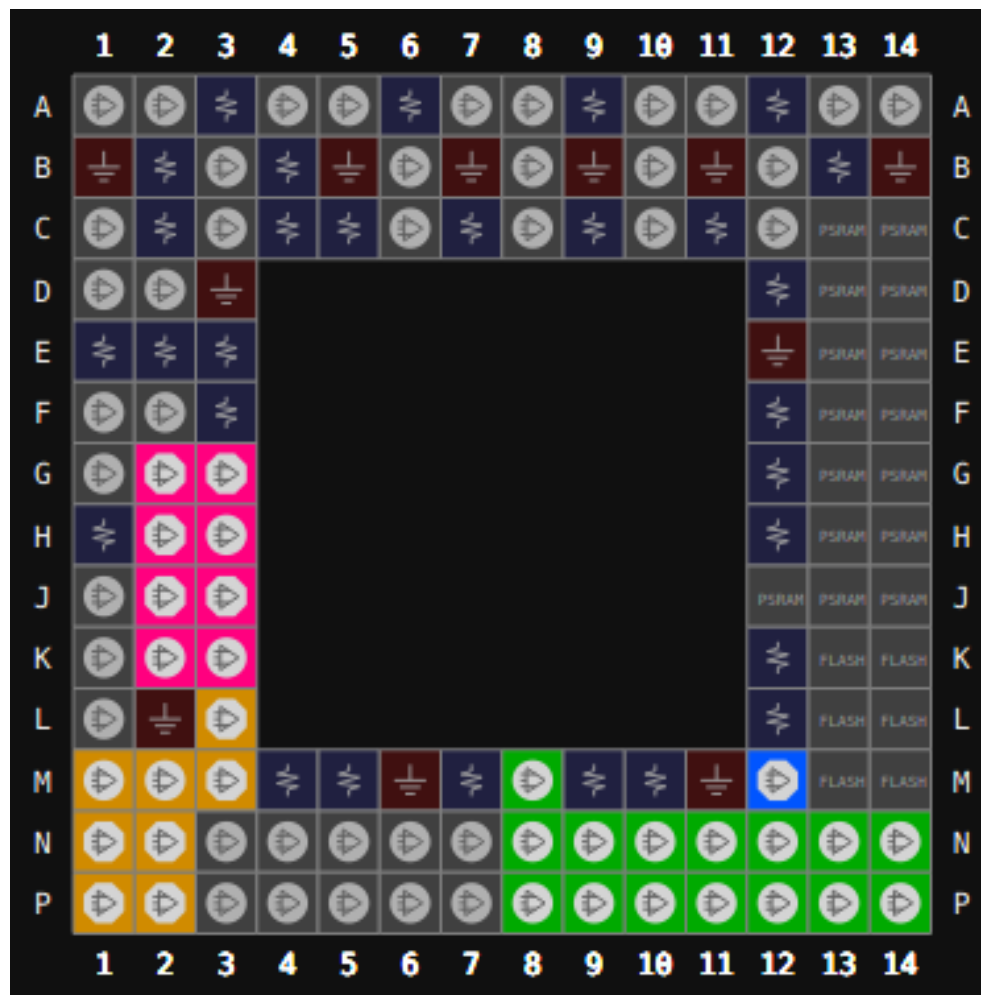 1 2 3 4 5 6 7 8 9 10 11 12 13 14
A A
B B
C PSRAM PSRAM C
D PSRAM PSRAM D
E PSRAM PSRAM E
F PSRAM PSRAM F
G PSRAM PSRAM G
H PSRAM PSRAM H
J PSRAM PSRAM PSRAM J
K FLASH FLASH K
L FLASH FLASH L
M FLASH FLASH M
N N
P P
1 2 3 4 5 6 7 8 9 10 11 12 13 14